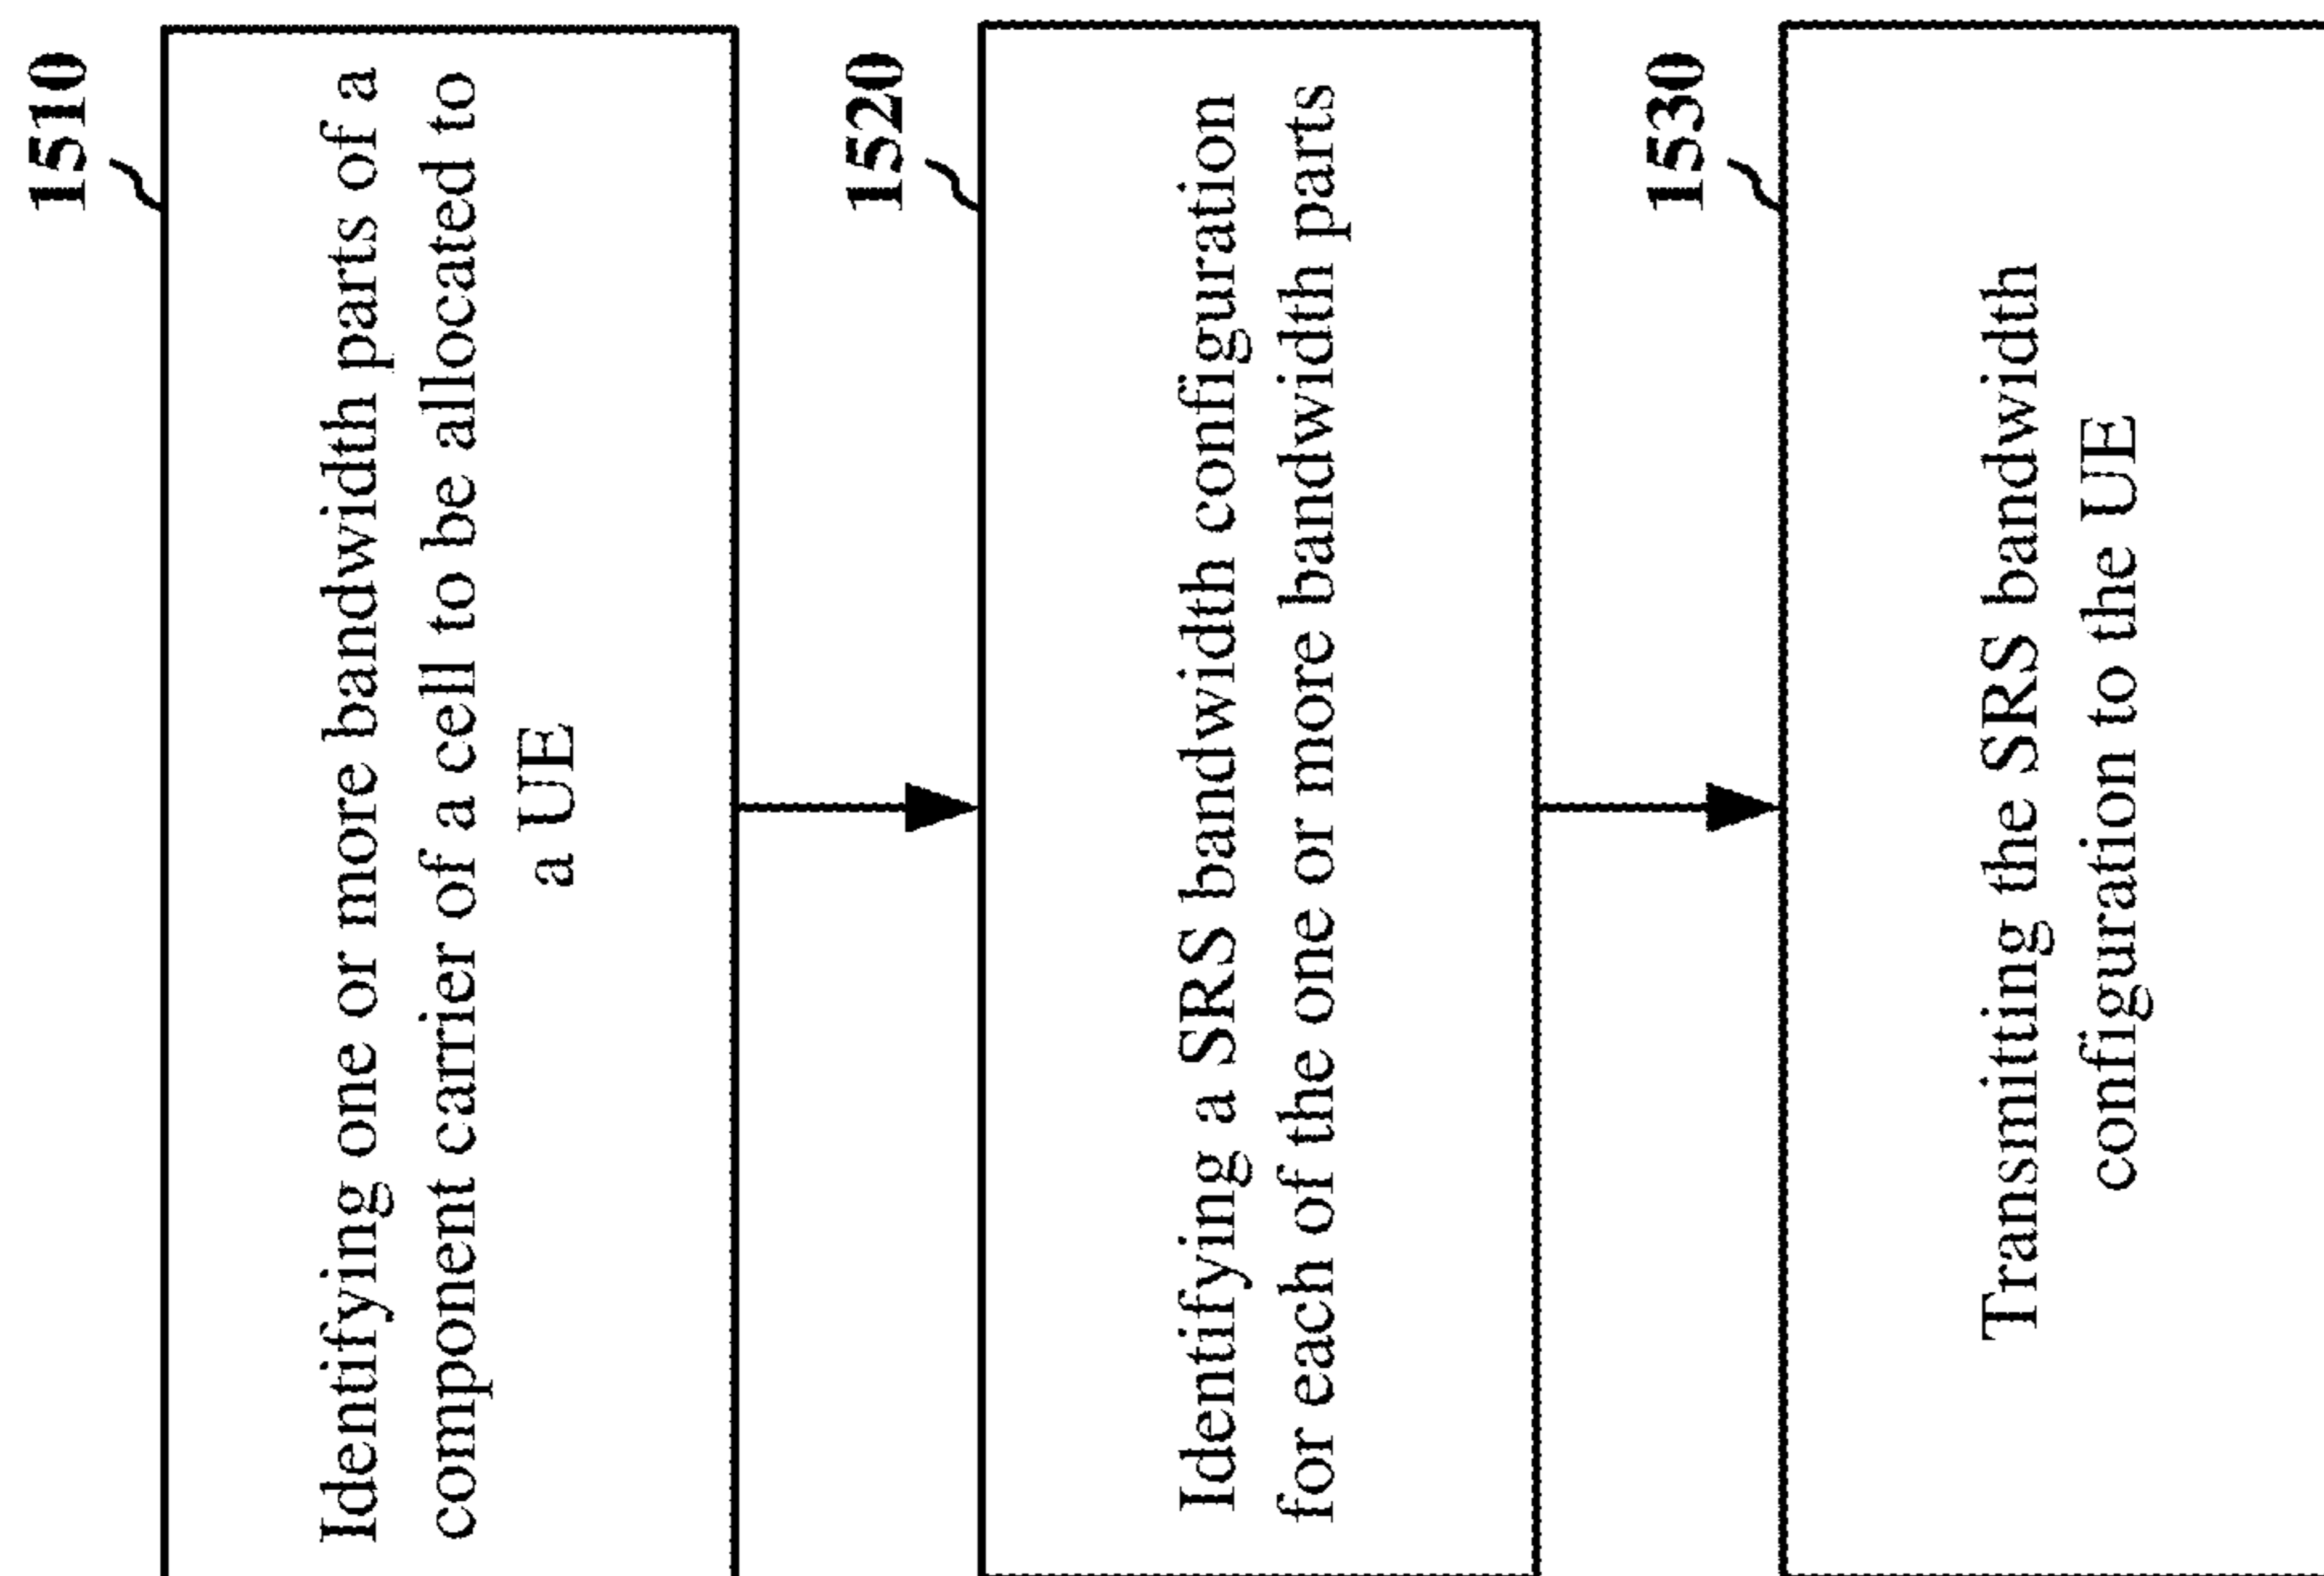 1510
Identifying one or more bandwidth parts of a
component carrier of a cell to be allocated to
a UE
1520
Identifying a SRS bandwidth configuration
for each of the one or more bandwidth parts
1530
Transmitting the SRS bandwidth
configuration to the UE